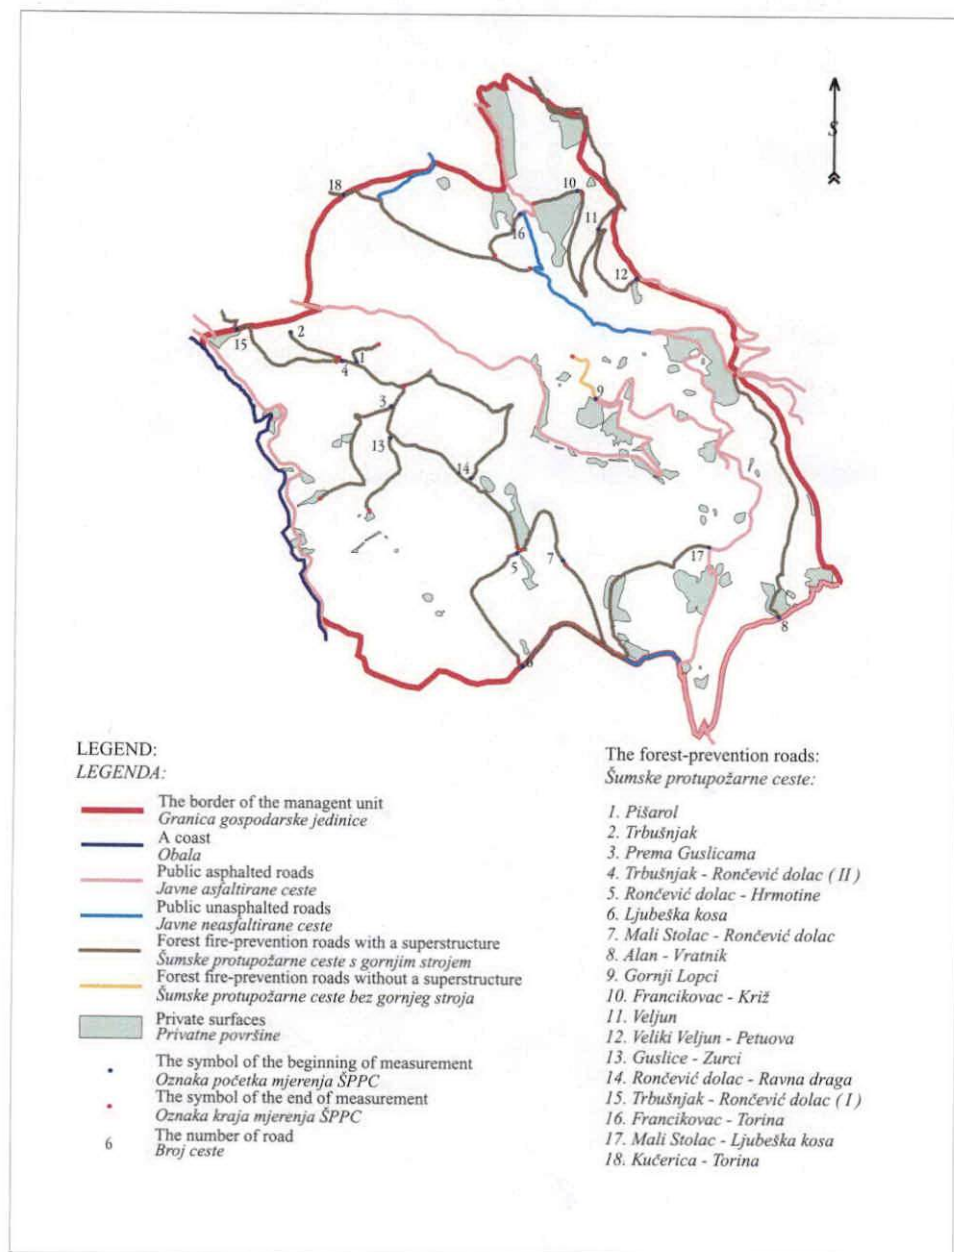 S
10
18
11
16
12
2
15
1
4
9
3
13
14
5
7
17
8
6
LEGEND:
LEGENDA:
The border of the managent unit
Granica gospodarske jedinice
A coast
Obala
Public asphalted roads
Javne asfaltirane ceste
Public unasphalted roads
Javne neasfaltirane ceste
Forest fire-prevention roads with a superstructure
Šumske protupožarne ceste s gornjim strojem
Forest fire-prevention roads without a superstructure
Šumske protupožarne ceste bez gornjeg stroja
Private surfaces
Privatne površine
The symbol of the beginning of measurement
Oznaka početka mjerenja ŠPPC
The symbol of the end of measurement
Oznaka kraja mjerenja ŠPPC
6
The number of road
Broj ceste
The forest-prevention roads:
Šumske protupožarne ceste:
1. Pišarol
2. Trbušnjak
3. Prema Guslicama
4. Trbušnjak - Rončević dolac ( II )
5. Rončević dolac - Hrmotine
6. Ljubeška kosa
7. Mali Stolac - Rončević dolac
8. Alan - Vratnik
9. Gornji Lopci
10. Francikovac - Križ
11. Veljun
12. Veliki Veljun - Petuova
13. Guslice - Zurci
14. Rončević dolac - Ravna draga
15. Trbušnjak - Rončević dolac ( I )
16. Francikovac - Torina
17. Mali Stolac - Ljubeška kosa
18. Kučerica - Torina